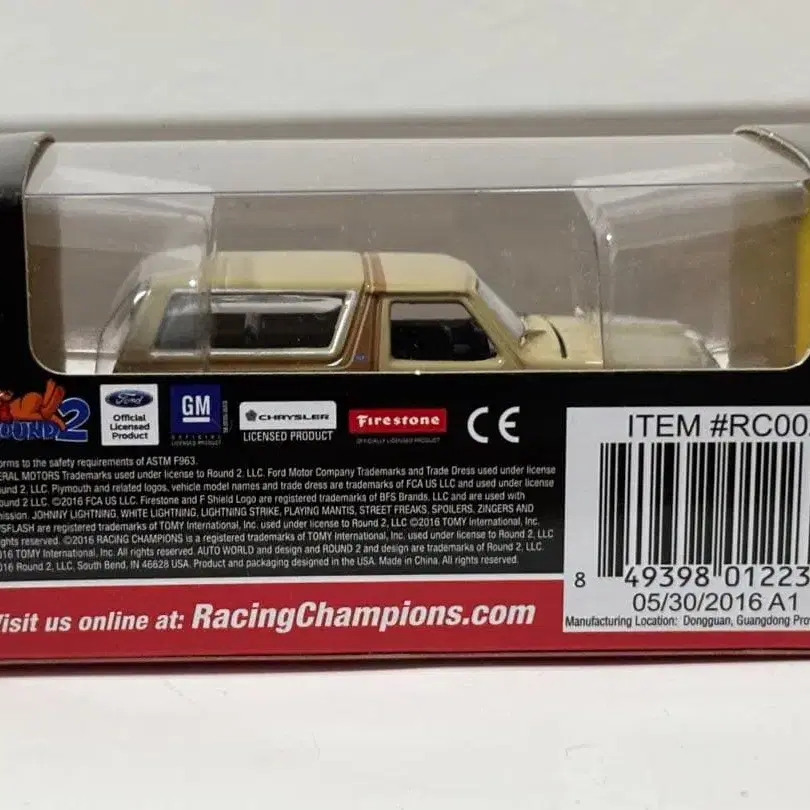 OUND 2
Ford
Official
Licensed
Product
GM
OFFICIAL
LICENSED PRODUCT
CHRYSLER
LICENSED PRODUCT
Firestone
OFFICIALLY LICENSED PRODUCT
CE
orms to the safety requirements of ASTM F963.
ERAL MOTORS Trademarks used under license to Round 2, LLC. Ford Motor Company Trademarks and Trade Dress used under license
und 2, LLC. Plymouth and related logos, vehicle model names and trade dress are trademarks of FCA US LLC and used under license
ound 2 LLC. ©2016 FCA US LLC. Firestone and F Shield Logo are registered trademarks of BFS Brands, LLC and are used with
mission. JOHNNY LIGHTNING, WHITE LIGHTNING, LIGHTNING STRIKE, PLAYING MANTIS, STREET FREAKS, SPOILERS, ZINGERS AND
SFLASH are registered trademarks of TOMY International, Inc. used under license to Round 2, LLC ©2016 TOMY International, Inc.
ghts reserved. ©2016 RACING CHAMPIONS is a registered trademark of TOMY International, Inc. used under license to Round 2, LLC
016 TOMY International, Inc. All rights reserved. AUTO WORLD and design and ROUND 2 and design are trademarks of Round 2, LLC.
016 Round 2, LLC, South Bend, IN 46628 USA. Product and packaging designed in the USA. Made in China. All rights reserved.
isit us online at: RacingChampions.com
ITEM #RC00
8 49398 01223
05/30/2016 A1
Manufacturing Location: Dongguan, Guangdong Pro